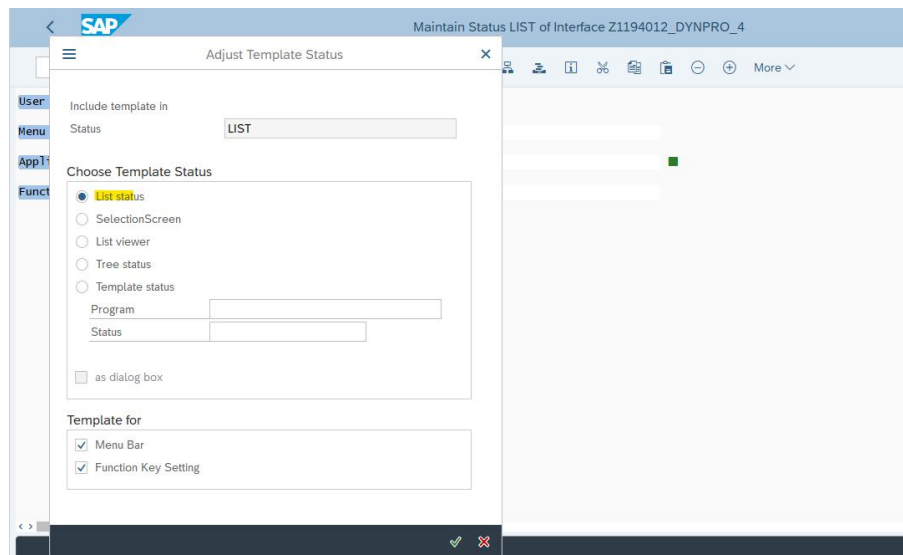 SAP
Maintain Status LIST of Interface Z1194012_DYNPRO_4
Adjust Template Status
More
User
Include template in
Menu
Status LIST
Appli
Choose Template Status
Funct
List status
SelectionScreen
List viewer
Tree status
Template status
Program
Status
as dialog box
Template for
Menu Bar
Function Key Setting